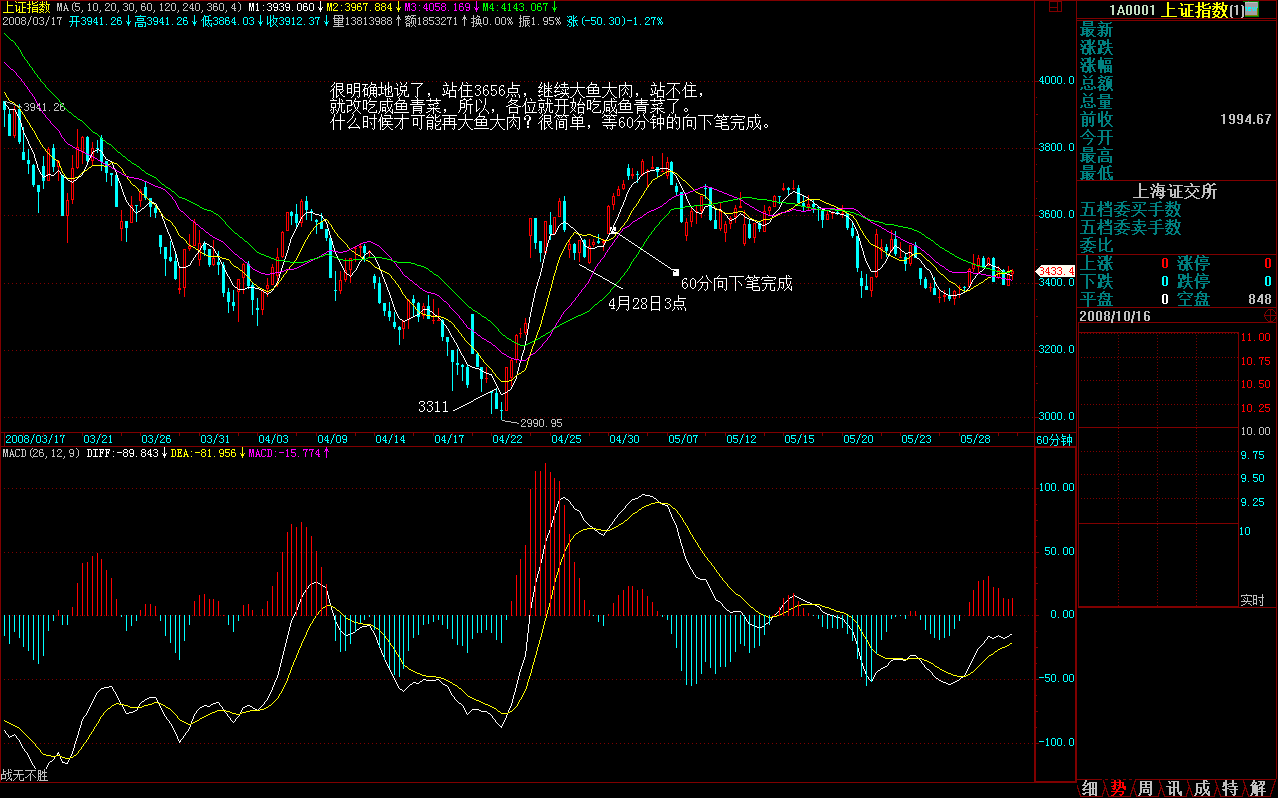 上证指数 MA(5,10,20,30,60,120,240,360,4) M1:3939.060↓M2:3967.884↓M3:4058.189↓M4:4143.067↓
2008/03/17 开3941.26↓高3941.26↓低3864.03↓收3912.37↓量13813988↑额1853271↑换0.00% 振1.95% 涨(-50.30)-1.27%
很明确地说了，站住3656点，继续大鱼大肉，站不住，
就改吃咸鱼青菜，所以，各位就开始吃咸鱼青菜了。
什么时候才可能再大鱼大肉？很简单，等60分钟的向下笔完成。
3941.26
60分向下笔完成
4月28日3点
3311
2990.95
4000.0
3800.0
3600.0
3433.4
3400.0
3200.0
3000.0
2008/03/17 03/21 03/26 03/31 04/03 04/09 04/14 04/17 04/22 04/25 04/30 05/07 05/12 05/15 05/20 05/23 05/28 60分钟
MACD(26,12,9) DIFF:-89.843↓DEA:-81.956↓MACD:-15.774↑
100.00
50.00
0.00
-50.00
-100.0
战无不胜
1A0001 上证指数(1)
最新
涨跌
涨幅
总额
总量
前收 1994.67
今开
最高
最低
上海证交所
五档委买手数
五档委卖手数
委比
上涨 0 涨停 0
下跌 0 跌停 0
平盘 0 空盘 848
2008/10/16
11.00
10.75
10.50
10.25
10.00
9.75
9.50
9.25
10
实时
细 势 周 讯 成 特 解